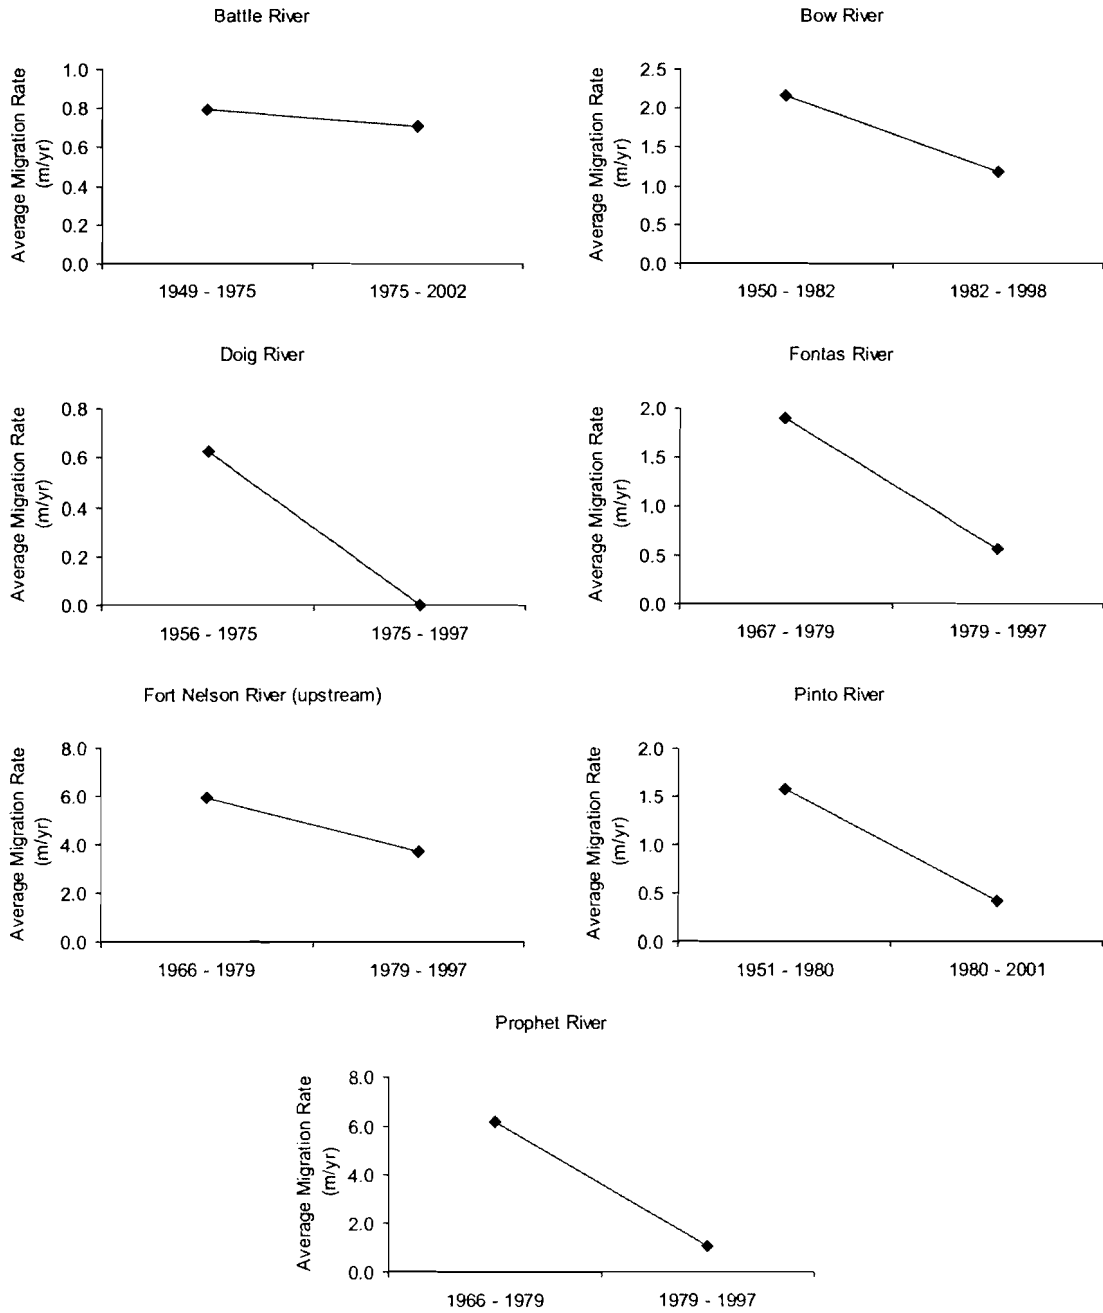 Battle River
Average Migration Rate
(m/yr)
1.0
0.8
0.6
0.4
0.2
0.0
1949 - 1975
1975 - 2002
Bow River
Average Migration Rate
(m/yr)
2.5
2.0
1.5
1.0
0.5
0.0
1950 - 1982
1982 - 1998
Doig River
Average Migration Rate
(m/yr)
0.8
0.6
0.4
0.2
0.0
1956 - 1975
1975 - 1997
Fontas River
Average Migration Rate
(m/yr)
2.0
1.5
1.0
0.5
0.0
1967 - 1979
1979 - 1997
Fort Nelson River (upstream)
Average Migration Rate
(m/yr)
8.0
6.0
4.0
2.0
0.0
1966 - 1979
1979 - 1997
Pinto River
Average Migration Rate
(m/yr)
2.0
1.5
1.0
0.5
0.0
1951 - 1980
1980 - 2001
Prophet River
Average Migration Rate
(m/yr)
8.0
6.0
4.0
2.0
0.0
1966 - 1979
1979 - 1997